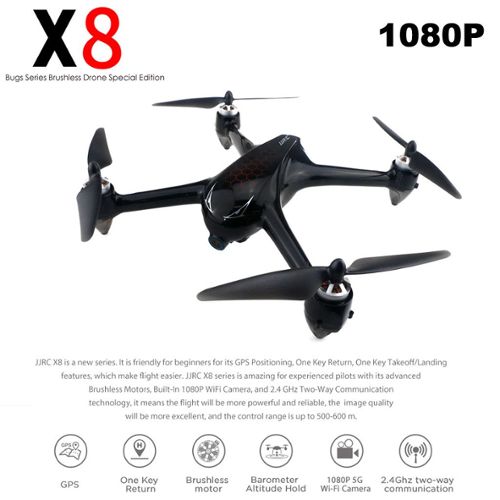 X8
1080P
Bugs Series Brushless Drone Special Edition
JJRC
JJRC X8 is a new series. It is friendly for beginners for its GPS Positioning, One Key Return, One Key Takeoff/Landing
features, which make flight easier. JJRC X8 series is amazing for experienced pilots with its advanced
Brushless Motors, Built-In 1080P WiFi Camera, and 2.4 GHz Two-Way Communication
technology, it means the flight will be more powerful and reliable, the image quality
will be more excellent, and the control range is up to 500-600 m.
GPS
H
GPS
One Key
Return
Brushless
motor
Barometer
Altitude Hold
1080P 5G
Wi-Fi Camera
2.4Ghz two-way
communication